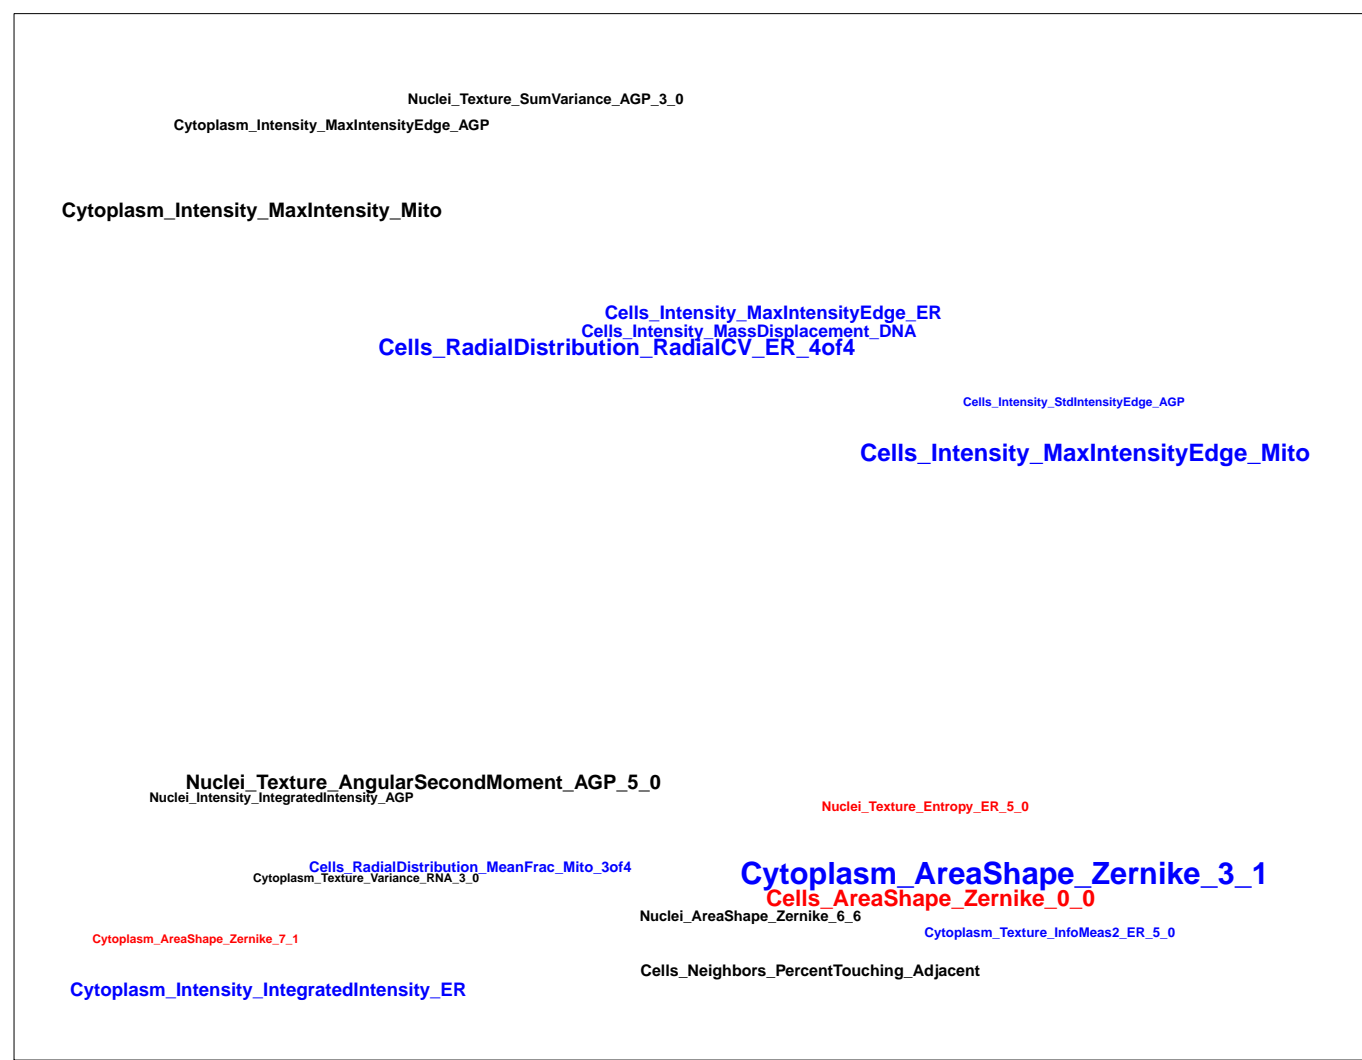 Nuclei_Texture_SumVariance_AGP_3_0
Cytoplasm_Intensity_MaxIntensityEdge_AGP
Cytoplasm_Intensity_MaxIntensity_Mito
Cells_Intensity_MaxIntensityEdge_ER
Cells_Intensity_MassDisplacement_DNA
Cells_RadialDistribution_RadialCV_ER_4of4
Cells_Intensity_StdIntensityEdge_AGP
Cells_Intensity_MaxIntensityEdge_Mito
Nuclei_Texture_AngularSecondMoment_AGP_5_0
Nuclei_Intensity_IntegratedIntensity_AGP
Nuclei_Texture_Entropy_ER_5_0
Cells_RadialDistribution_MeanFrac_Mito_3of4
Cytoplasm_AreaShape_Zernike_3_1
Cytoplasm_Texture_Variance_RNA_3_0
Cells_AreaShape_Zernike_0_0
Nuclei_AreaShape_Zernike_6_6
Cytoplasm_Texture_InfoMeas2_ER_5_0
Cytoplasm_AreaShape_Zernike_7_1
Cells_Neighbors_PercentTouching_Adjacent
Cytoplasm_Intensity_IntegratedIntensity_ER